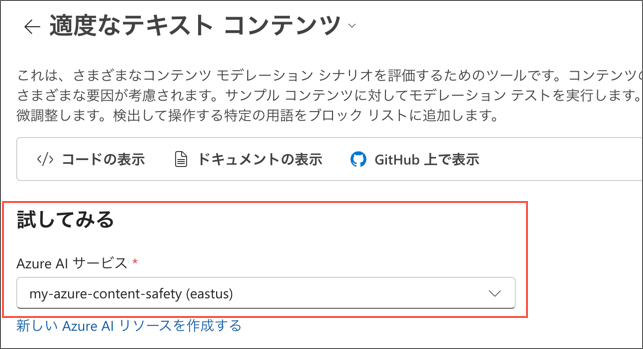 適度なテキスト コンテンツ
これは、さまざまなコンテンツ モデレーション シナリオを評価するためのツールです。コンテンツの
さまざまな要因が考慮されます。サンプル コンテンツに対してモデレーション テストを実行します。
微調整します。検出して操作する特定の用語をブロック リストに追加します。
コードの表示 ドキュメントの表示 GitHub 上で表示
試してみる
Azure AI サービス *
my-azure-content-safety (eastus)
新しい Azure AI リソースを作成する